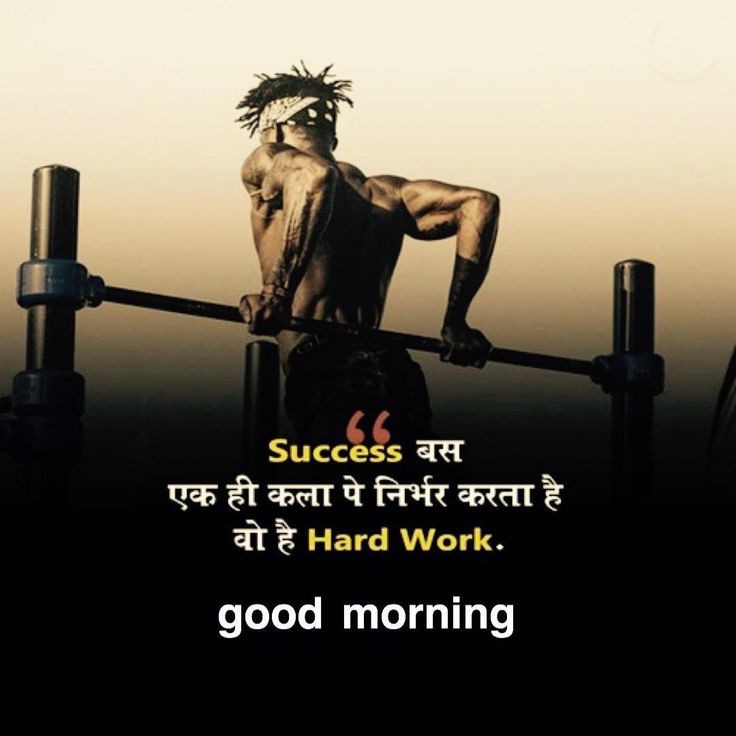 “
Success बस
एक ही कला पे निर्भर करता है
वो है Hard Work.
good morning